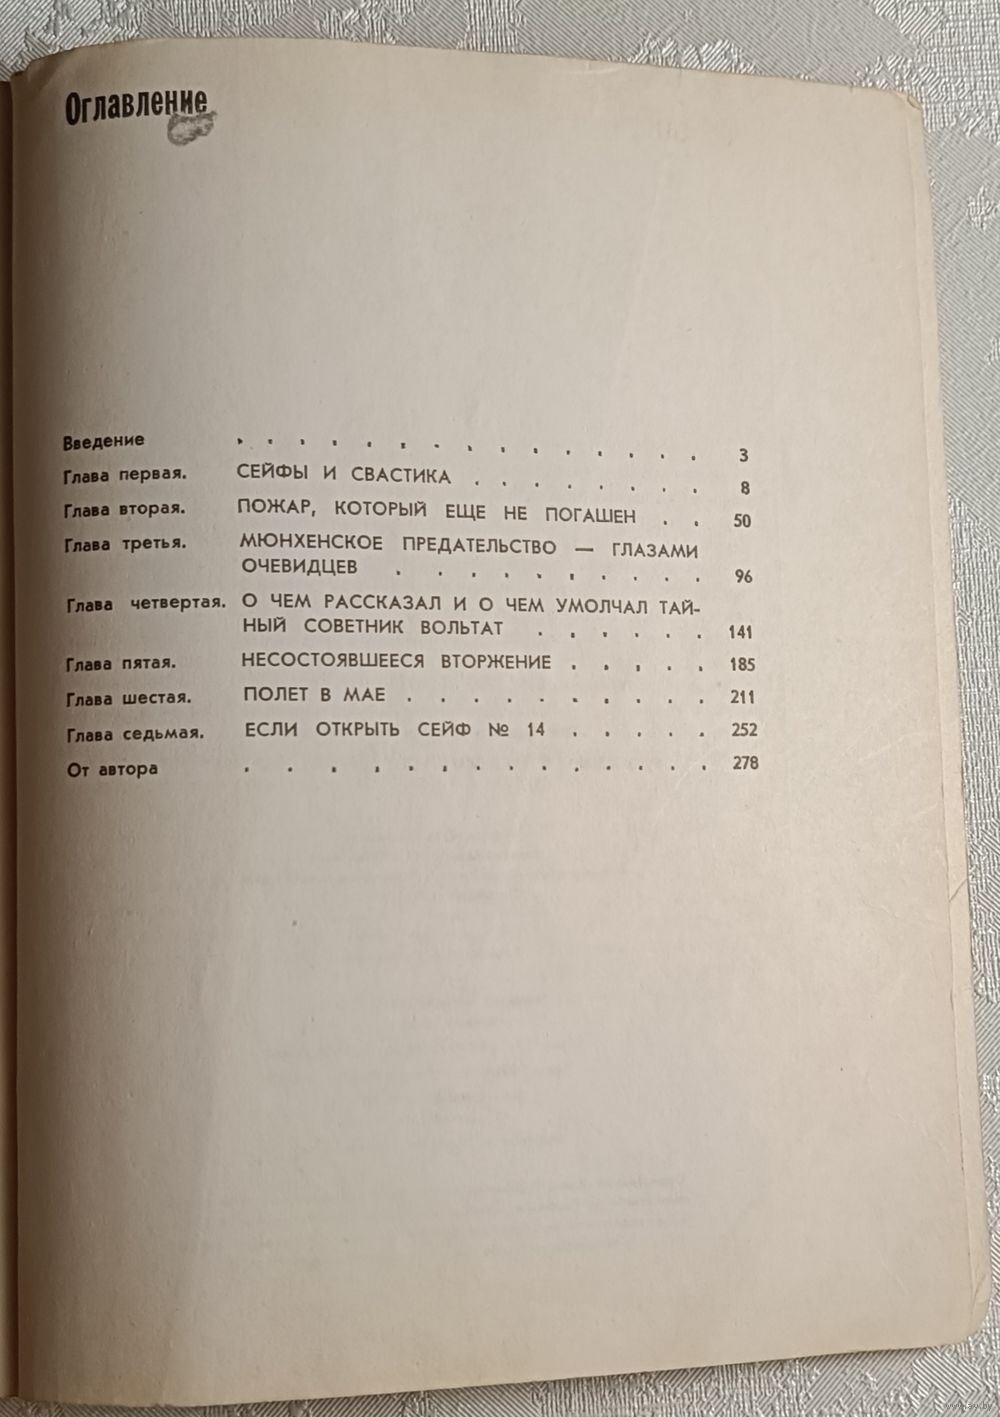 Оглавление
Введение . . . . . . . . . . . . . . 3
Глава первая. СЕЙФЫ И СВАСТИКА . . . . . . . . 8
Глава вторая. ПОЖАР, КОТОРЫЙ ЕЩЕ НЕ ПОГАШЕН . . 50
Глава третья. МЮНХЕНСКОЕ ПРЕДАТЕЛЬСТВО — ГЛАЗАМИ
ОЧЕВИДЦЕВ . . . . . . . . . . 96
Глава четвертая. О ЧЕМ РАССКАЗАЛ И О ЧЕМ УМОЛЧАЛ ТАЙ-
НЫЙ СОВЕТНИК ВОЛЬТАТ . . . . . . 141
Глава пятая. НЕСОСТОЯВШЕЕСЯ ВТОРЖЕНИЕ . . . . . 185
Глава шестая. ПОЛЕТ В МАЕ . . . . . . . . . . 211
Глава седьмая. ЕСЛИ ОТКРЫТЬ СЕЙФ № 14 . . . . . 252
От автора . . . . . . . . . . . . . . 278